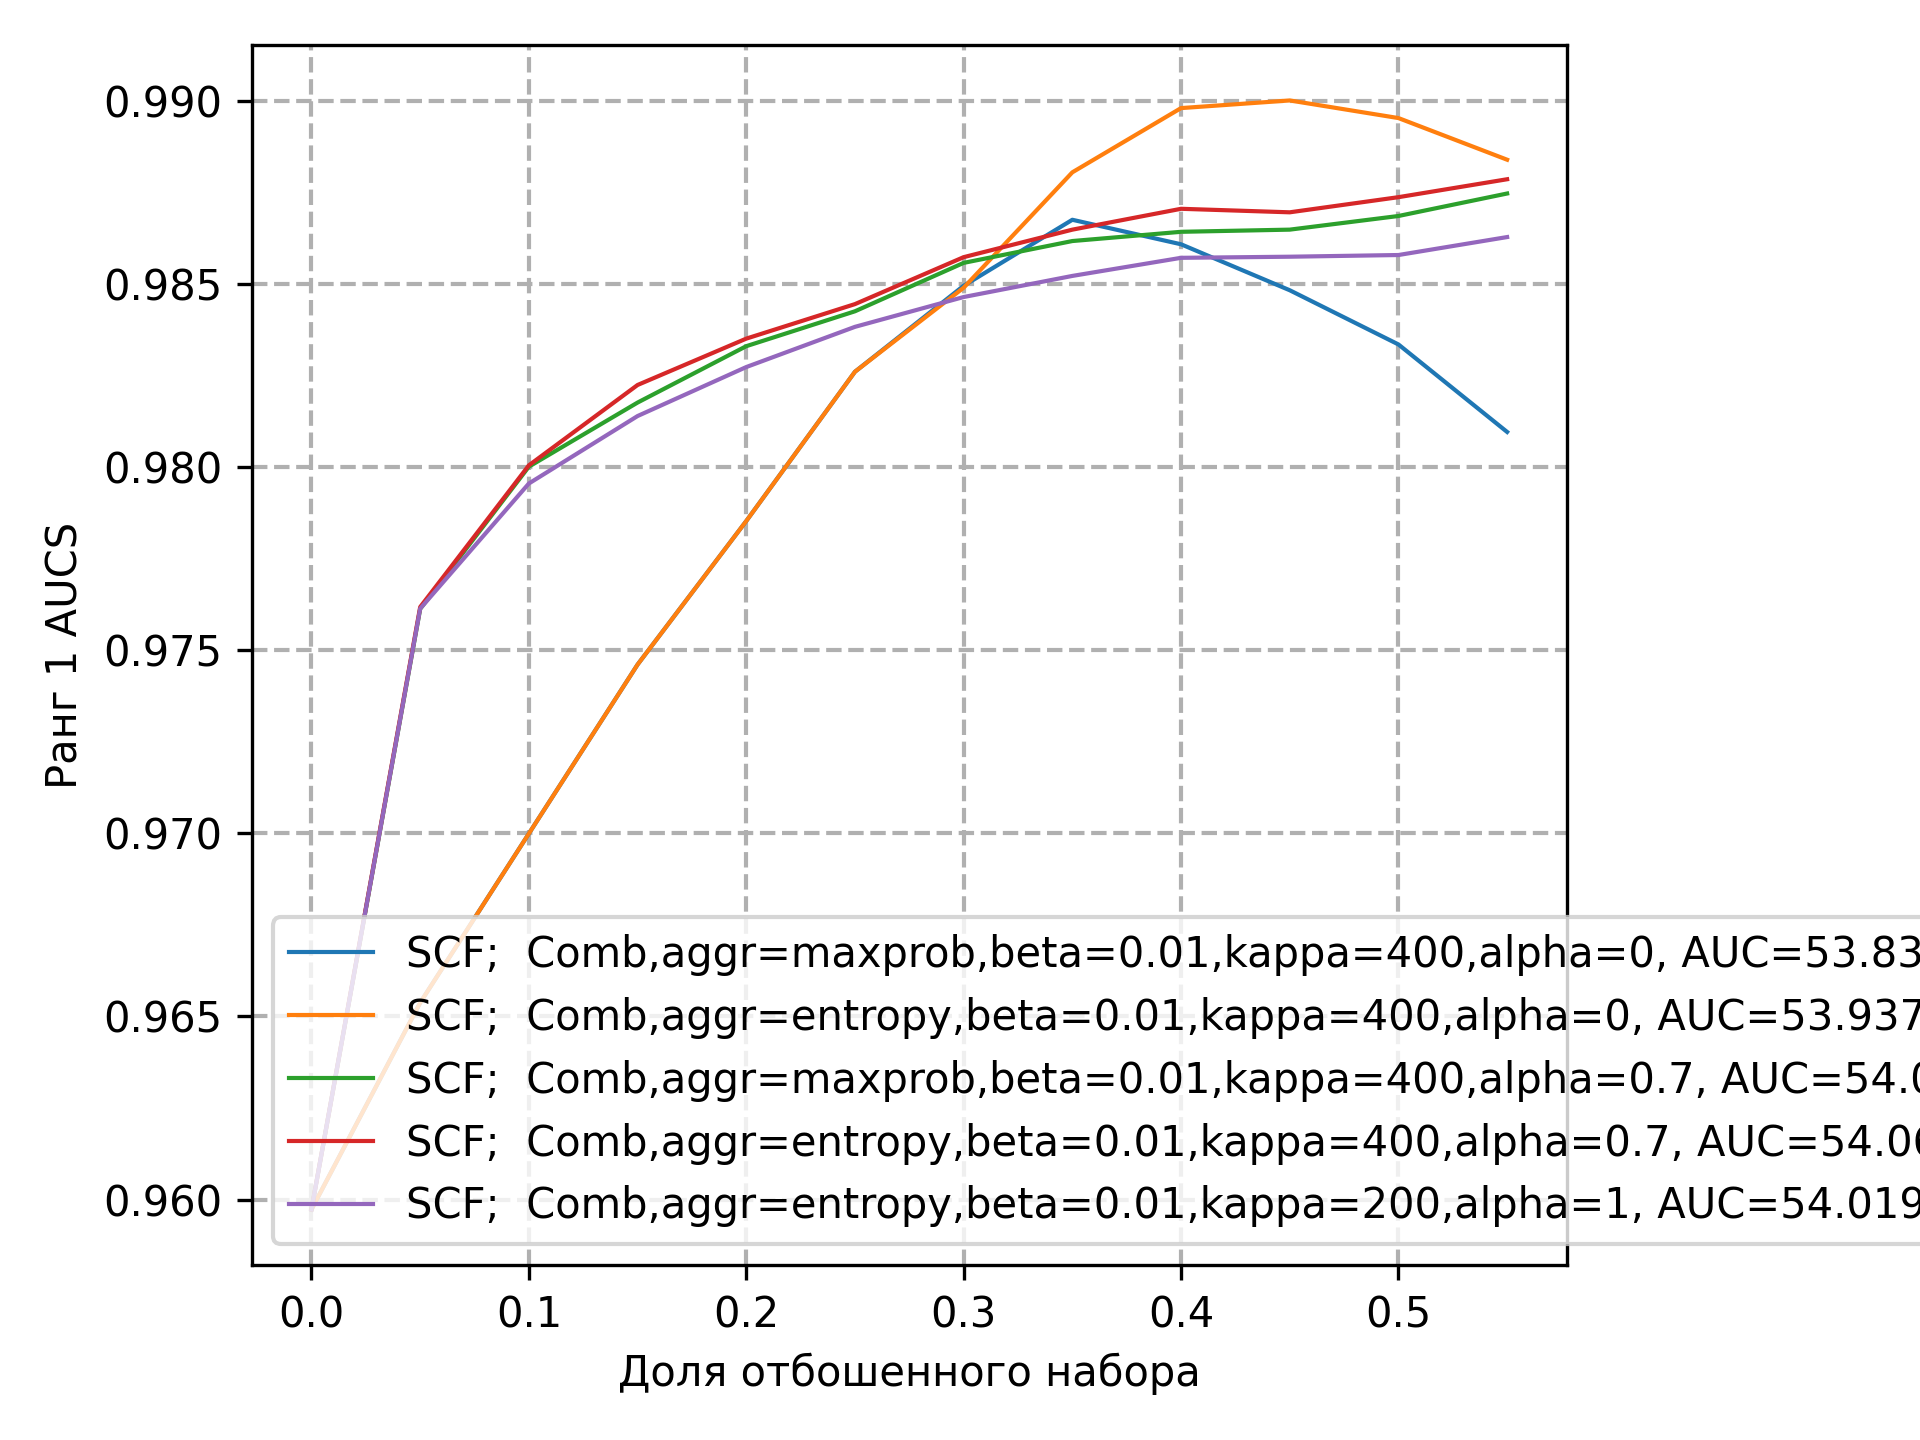 0.990
0.985
0.980
0.975
0.970
0.965
0.960
Ранг 1 AUCS
SCF;  Comb,aggr=maxprob,beta=0.01,kappa=400,alpha=0, AUC=53.83
SCF;  Comb,aggr=entropy,beta=0.01,kappa=400,alpha=0, AUC=53.937
SCF;  Comb,aggr=maxprob,beta=0.01,kappa=400,alpha=0.7, AUC=54.0
SCF;  Comb,aggr=entropy,beta=0.01,kappa=400,alpha=0.7, AUC=54.06
SCF;  Comb,aggr=entropy,beta=0.01,kappa=200,alpha=1, AUC=54.019
0.0 0.1 0.2 0.3 0.4 0.5
Доля отбошенного набора